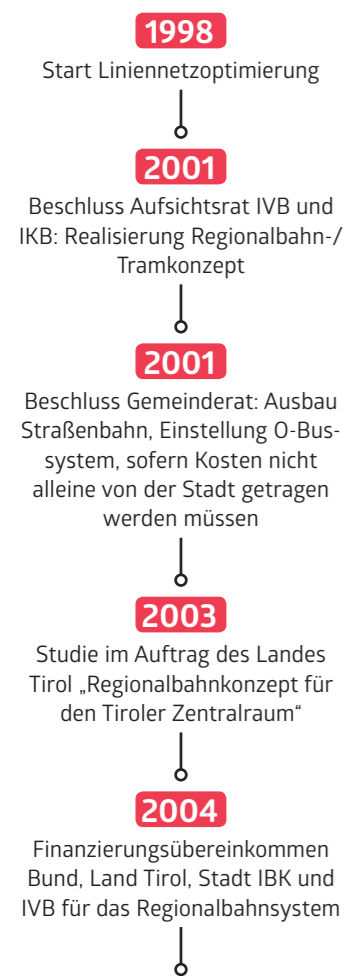 1998
Start Liniennetzoptimierung
2001
Beschluss Aufsichtsrat IVB und
IKB: Realisierung Regionalbahn-/
Tramkonzept
2001
Beschluss Gemeinderat: Ausbau
Straßenbahn, Einstellung O-Bus-
system, sofern Kosten nicht
alleine von der Stadt getragen
werden müssen
2003
Studie im Auftrag des Landes
Tirol „Regionalbahnkonzept für
den Tiroler Zentralraum“
2004
Finanzierungsübereinkommen
Bund, Land Tirol, Stadt IBK und
IVB für das Regionalbahnsystem